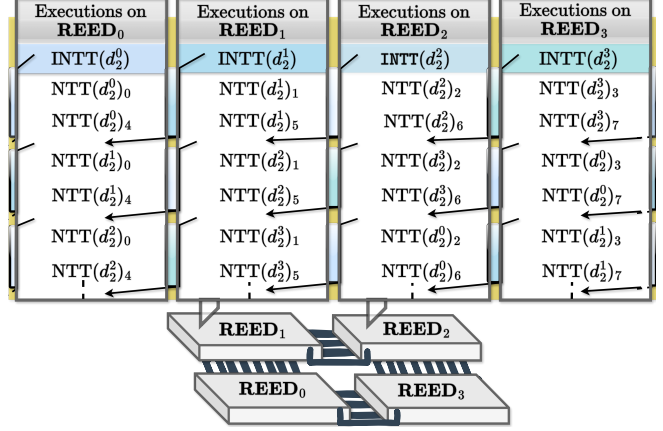 Executions on REED₀
INTT(d₂⁰)
NTT(d₂⁰)₀
NTT(d₂⁰)₄
NTT(d₂¹)₀
NTT(d₂¹)₄
NTT(d₂²)₀
NTT(d₂²)₄
Executions on REED₁
INTT(d₂¹)
NTT(d₂¹)₁
NTT(d₂¹)₅
NTT(d₂²)₁
NTT(d₂²)₅
NTT(d₂³)₁
NTT(d₂³)₅
Executions on REED₂
INTT(d₂²)
NTT(d₂²)₂
NTT(d₂²)₆
NTT(d₂³)₂
NTT(d₂³)₆
NTT(d₂⁰)₂
NTT(d₂⁰)₆
Executions on REED₃
INTT(d₂³)
NTT(d₂³)₃
NTT(d₂³)₇
NTT(d₂⁰)₃
NTT(d₂⁰)₇
NTT(d₂¹)₃
NTT(d₂¹)₇
REED₁
REED₂
REED₀
REED₃